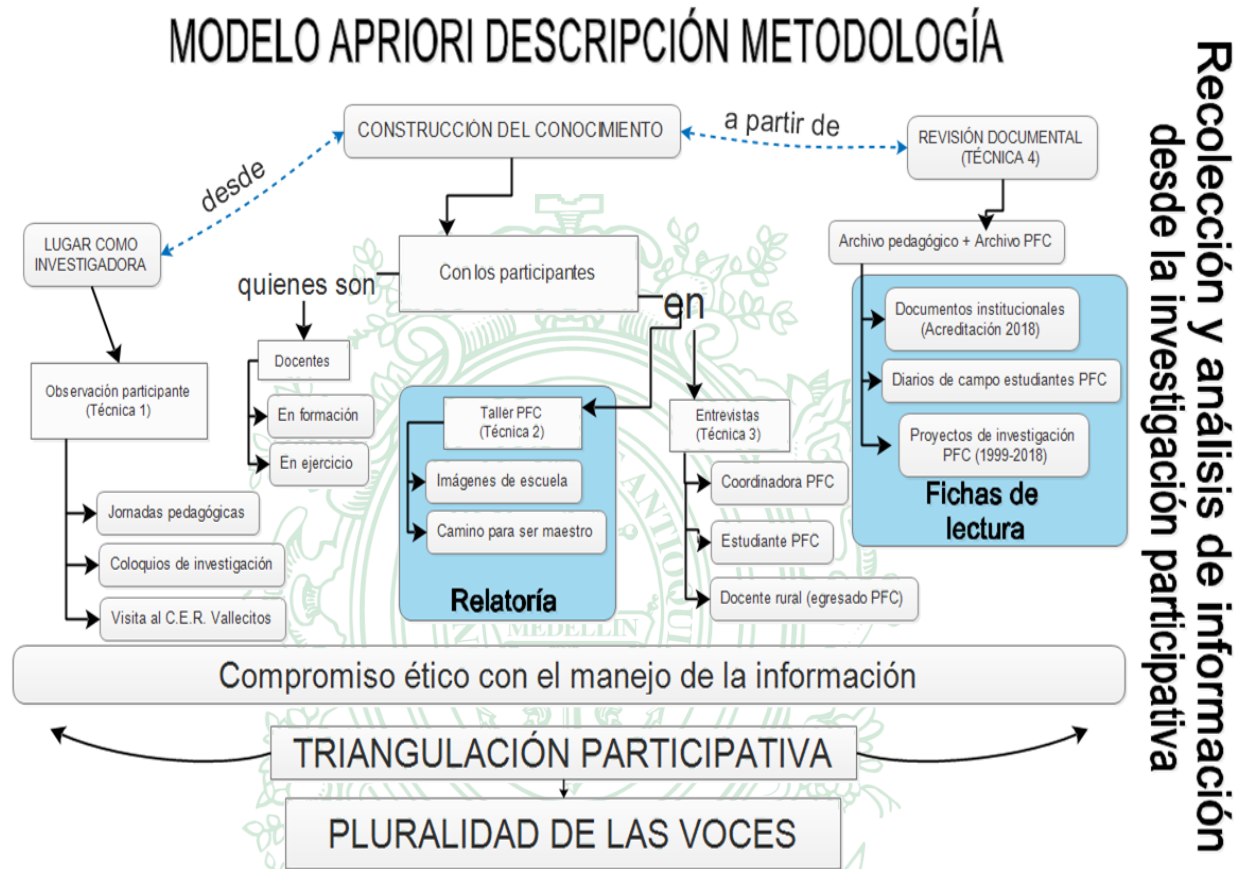 MODELO APRIORI DESCRIPCIÓN METODOLOGÍA
CONSTRUCCIÓN DEL CONOCIMIENTO
a partir de
REVISIÓN DOCUMENTAL
(TÉCNICA 4)
desde
LUGAR COMO
INVESTIGADORA
Con los participantes
quienes son
en
Archivo pedagógico + Archivo PFC
Observación participante
(Técnica 1)
Jornadas pedagógicas
Coloquios de investigación
Visita al C.E.R. Vallecitos
Docentes
En formación
En ejercicio
Taller PFC
(Técnica 2)
Imágenes de escuela
Camino para ser maestro
Relatoría
Entrevistas
(Técnica 3)
Coordinadora PFC
Estudiante PFC
Docente rural (egresado PFC)
Documentos institucionales
(Acreditación 2018)
Diarios de campo estudiantes PFC
Proyectos de investigación
PFC (1999-2018)
Fichas de
lectura
MEDELLIN
Compromiso ético con el manejo de la información
TRIANGULACIÓN PARTICIPATIVA
PLURALIDAD DE LAS VOCES
Recolección y análisis de información
desde la investigación participativa